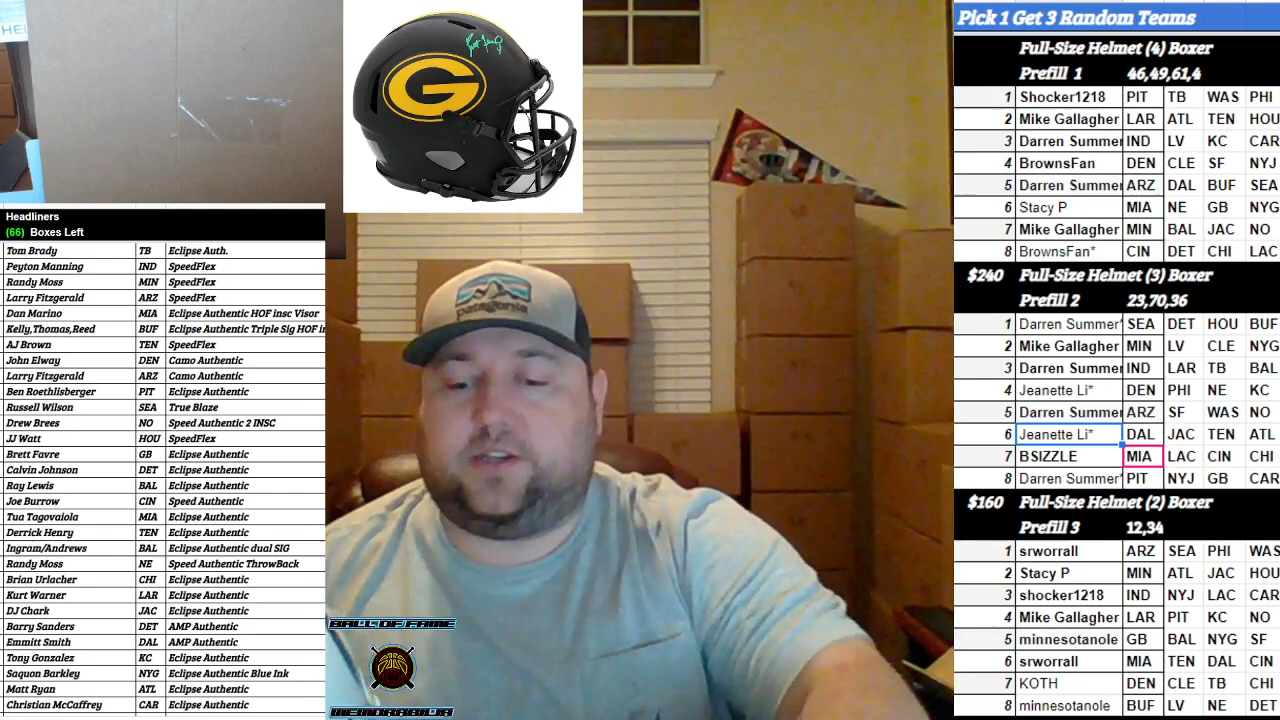 HEL
G
patagonia
Headliners
(66) Boxes Left
Tom Brady TB Eclipse Auth.
Peyton Manning IND SpeedFlex
Randy Moss MIN SpeedFlex
Larry Fitzgerald ARZ SpeedFlex
Dan Marino MIA Eclipse Authentic HOF insc Visor
Kelly,Thomas,Reed BUF Eclipse Authentic Triple Sig HOF in
AJ Brown TEN SpeedFlex
John Elway DEN Camo Authentic
Larry Fitzgerald ARZ Camo Authentic
Ben Roethlisberger PIT Eclipse Authentic
Russell Wilson SEA True Blaze
Drew Brees NO Speed Authentic 2 INSC
JJ Watt HOU SpeedFlex
Brett Favre GB Eclipse Authentic
Calvin Johnson DET Eclipse Authentic
Ray Lewis BAL Eclipse Authentic
Joe Burrow CIN Speed Authentic
Tua Tagovaiola MIA Eclipse Authentic
Derrick Henry TEN Eclipse Authentic
Ingram/Andrews BAL Eclipse Authentic dual SIG
Randy Moss NE Speed Authentic ThrowBack
Brian Urlacher CHI Eclipse Authentic
Kurt Warner LAR Eclipse Authentic
DJ Chark JAC Eclipse Authentic
Barry Sanders DET AMP Authentic
Emmitt Smith DAL AMP Authentic
Tony Gonzalez KC Eclipse Authentic
Saquon Barkley NYG Eclipse Authentic Blue Ink
Matt Ryan ATL Eclipse Authentic
Christian McCaffrey CAR Eclipse Authentic
BALL OF FAME
MEMORABILIA
Pick 1 Get 3 Random Teams
Full-Size Helmet (4) Boxer
Prefill 1 46,49,61,4
1 Shocker1218 PIT TB WAS PHI
2 Mike Gallagher LAR ATL TEN HOU
3 Darren Summer IND LV KC CAR
4 BrownsFan DEN CLE SF NYJ
5 Darren Summer ARZ DAL BUF SEA
6 Stacy P MIA NE GB NYG
7 Mike Gallagher MIN BAL JAC NO
8 BrownsFan* CIN DET CHI LAC
$240 Full-Size Helmet (3) Boxer
Prefill 2 23,70,36
1 Darren Summer* SEA DET HOU BUF
2 Mike Gallagher MIN LV CLE NYG
3 Darren Summer IND LAR TB BAL
4 Jeanette Li* DEN PHI NE KC
5 Darren Summer ARZ SF WAS NO
6 Jeanette Li* DAL JAC TEN ATL
7 BSIZZLE MIA LAC CIN CHI
8 Darren Summer* PIT NYJ GB CAR
$160 Full-Size Helmet (2) Boxer
Prefill 3 12,34
1 srworrall ARZ SEA PHI WAS
2 Stacy P MIN ATL JAC HOU
3 shocker1218 IND NYJ LAC CAR
4 Mike Gallagher LAR PIT KC NO
5 minnesotanole GB BAL NYG SF
6 srworrall MIA TEN DAL CIN
7 KOTH DEN CLE TB CHI
8 minnesotanole BUF LV NE DET